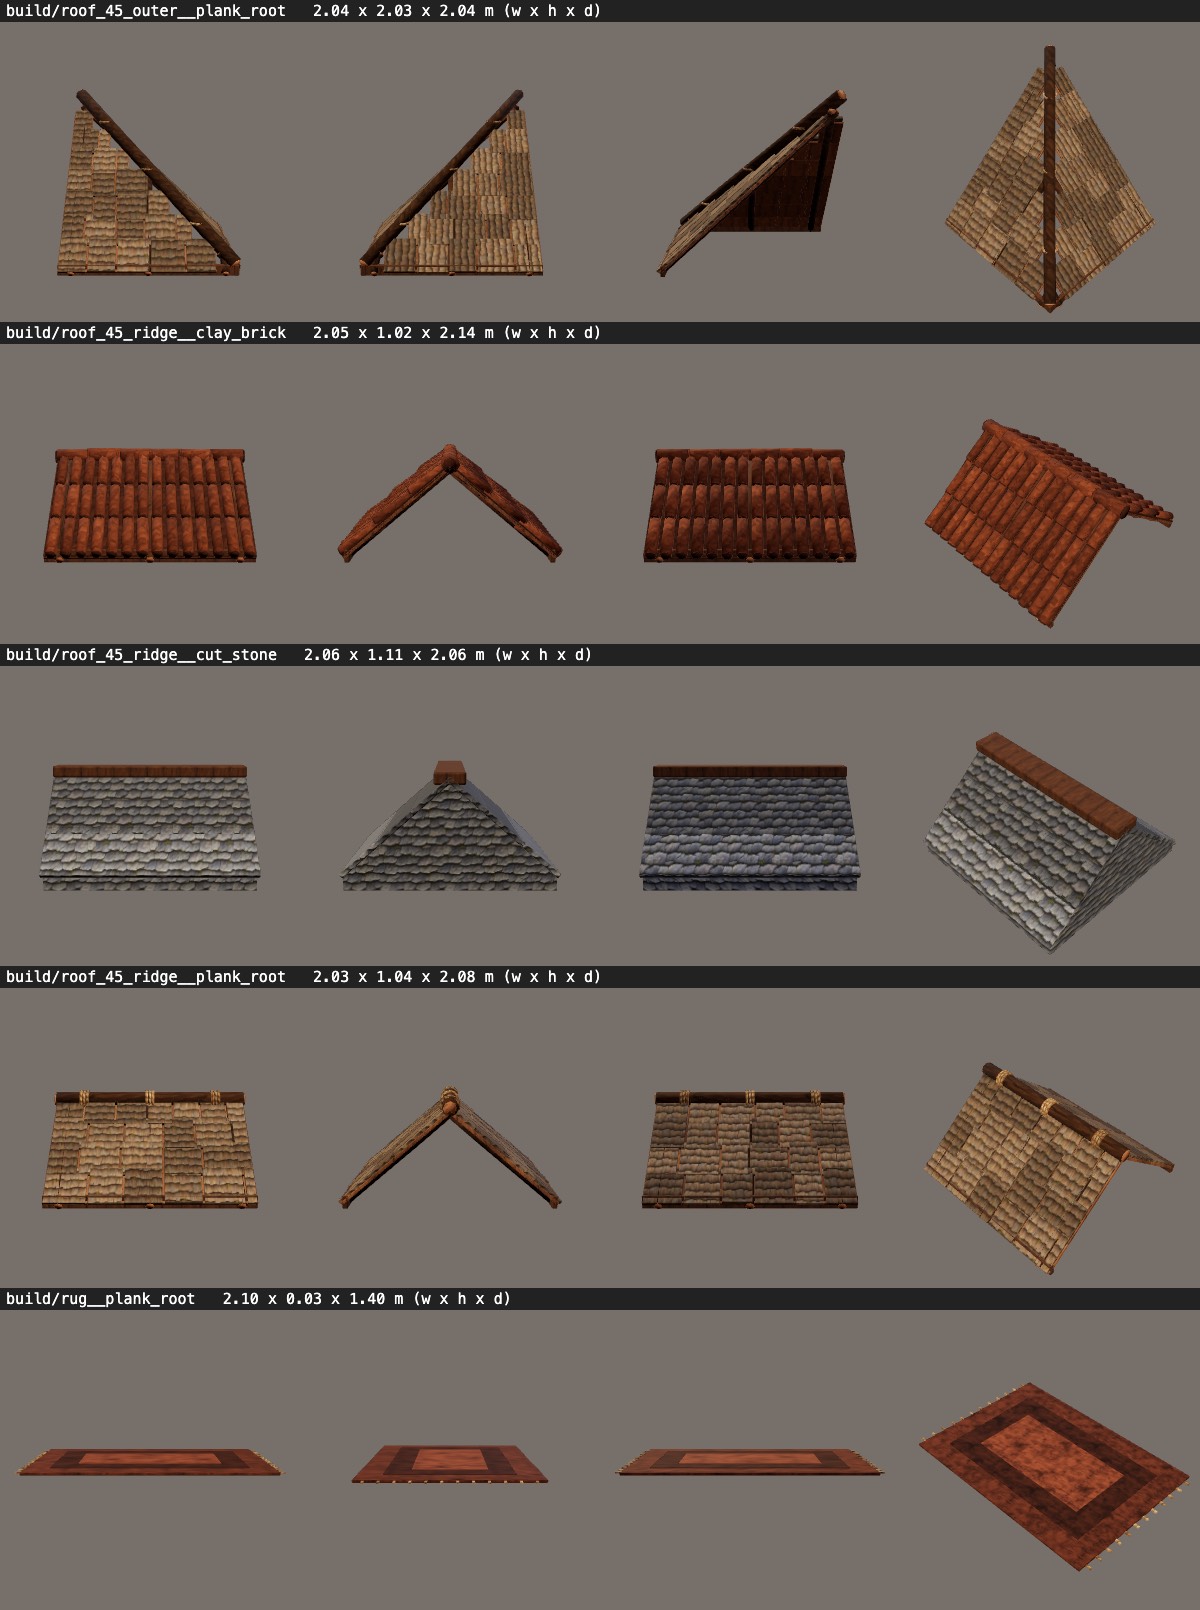 build/roof_45_outer__plank_root   2.04 x 2.03 x 2.04 m (w x h x d)
build/roof_45_ridge__clay_brick   2.05 x 1.02 x 2.14 m (w x h x d)
build/roof_45_ridge__cut_stone   2.06 x 1.11 x 2.06 m (w x h x d)
build/roof_45_ridge__plank_root   2.03 x 1.04 x 2.08 m (w x h x d)
build/rug__plank_root   2.10 x 0.03 x 1.40 m (w x h x d)